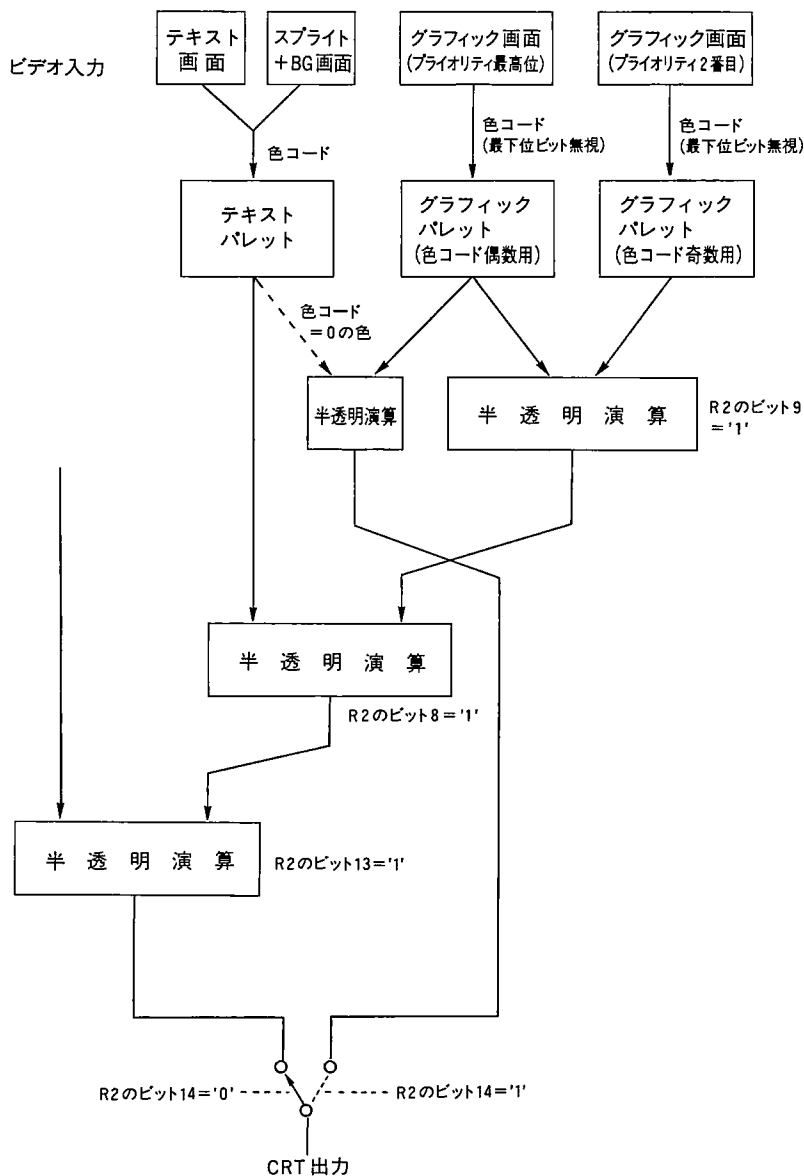 テキスト
画面
スプライト
＋BG画面
グラフィック画面
(プライオリティ最高位)
グラフィック画面
(プライオリティ2番目)
ビデオ入力
色コード
色コード
(最下位ビット無視)
色コード
(最下位ビット無視)
テキスト
パレット
グラフィック
パレット
(色コード偶数用)
グラフィック
パレット
(色コード奇数用)
色コード
＝0の色
半透明演算
半透明演算
R2のビット9
＝'1'
半透明演算
R2のビット8＝'1'
半透明演算
R2のビット13＝'1'
R2のビット14＝'0'
R2のビット14＝'1'
CRT出力